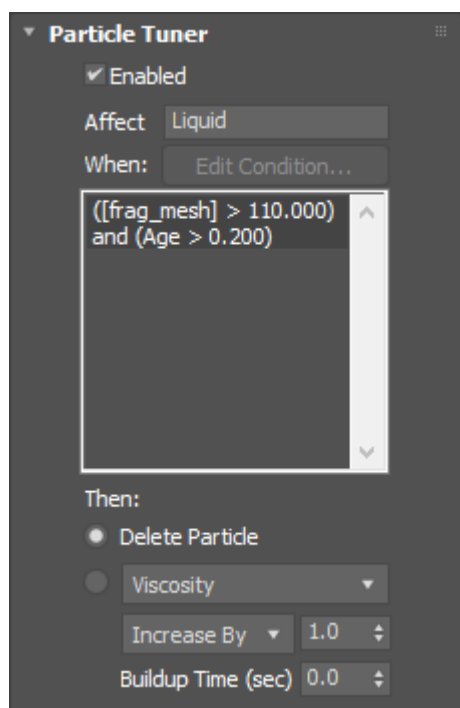 Particle Tuner
Enabled
Affect Liquid
When: Edit Condition...
([frag_mesh] > 110.000)
and (Age > 0.200)
Then:
Delete Particle
Viscosity
Increase By 1.0
Buildup Time (sec) 0.0